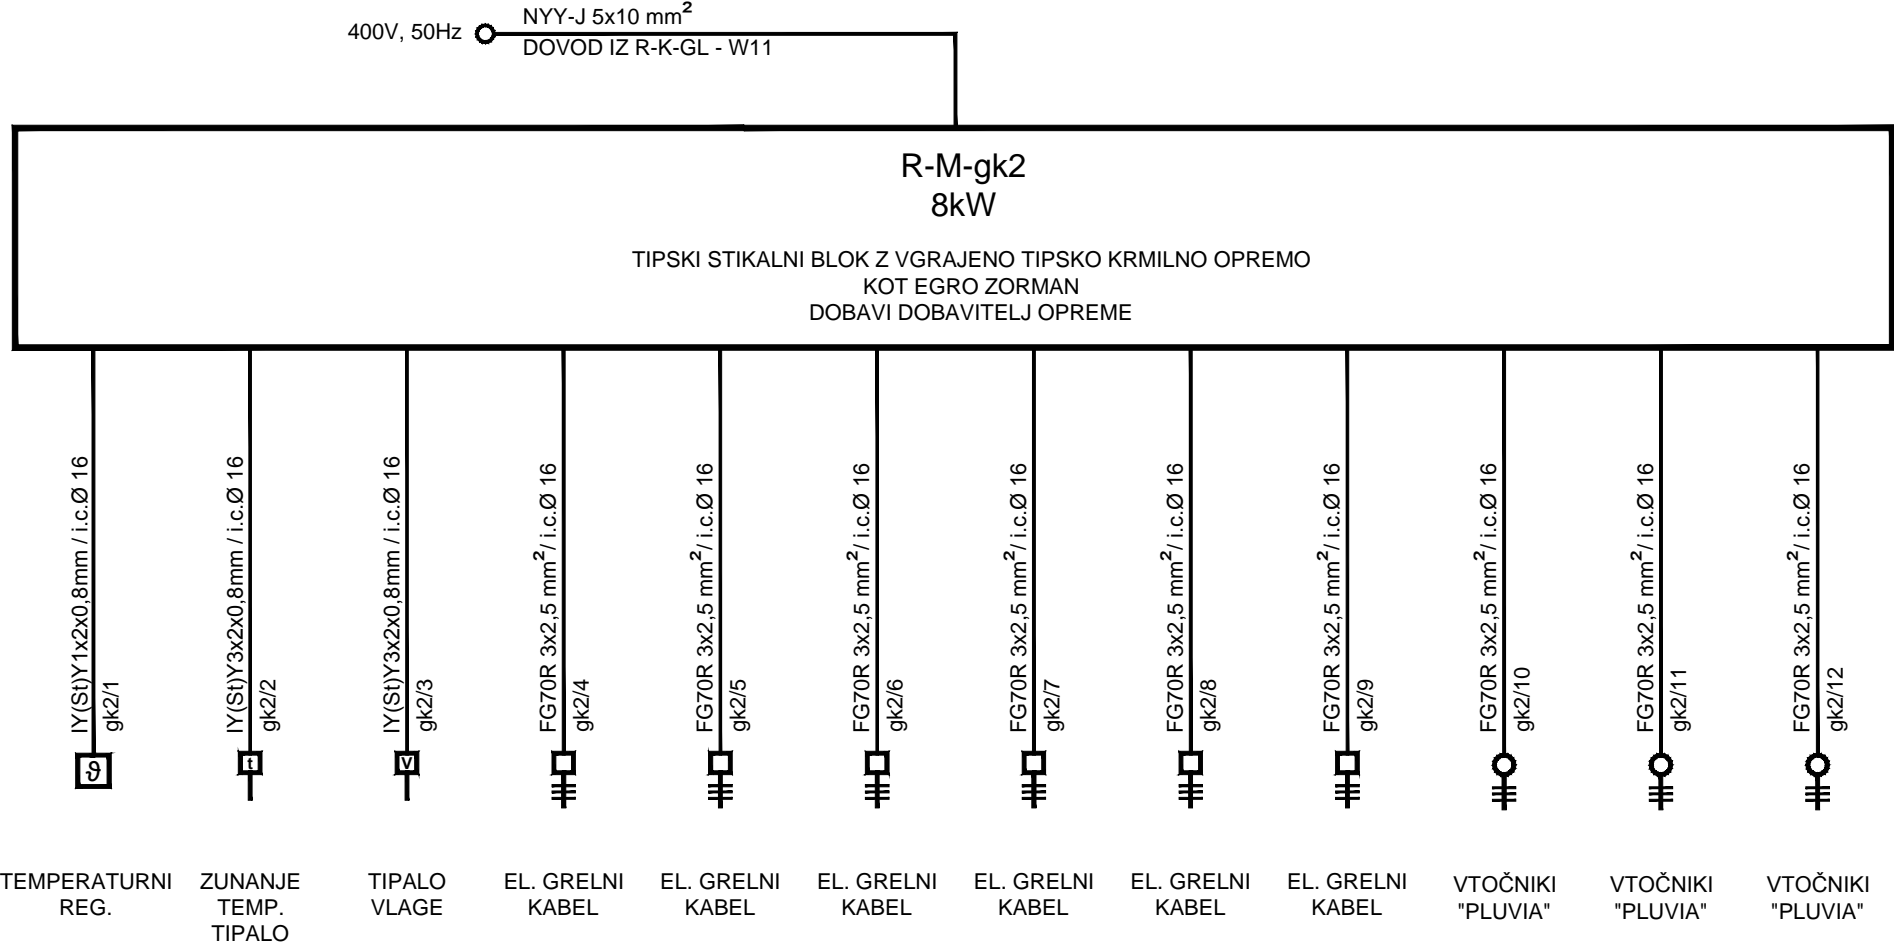 NYY-J 5x10 mm²
400V, 50Hz
DOVOD IZ R-K-GL - W11
R-M-gk2
8kW
TIPSKI STIKALNI BLOK Z VGRAJENO TIPSKO KRMILNO OPREMO
KOT EGRO ZORMAN
DOBAVI DOBAVITELJ OPREME
IY(St)Y1x2x0,8mm / i.c.Ø 16
gk2/1
IY(St)Y3x2x0,8mm / i.c.Ø 16
gk2/2
IY(St)Y3x2x0,8mm / i.c.Ø 16
gk2/3
FG70R 3x2,5 mm²/ i.c.Ø 16
gk2/4
FG70R 3x2,5 mm²/ i.c.Ø 16
gk2/5
FG70R 3x2,5 mm²/ i.c.Ø 16
gk2/6
FG70R 3x2,5 mm²/ i.c.Ø 16
gk2/7
FG70R 3x2,5 mm²/ i.c.Ø 16
gk2/8
FG70R 3x2,5 mm²/ i.c.Ø 16
gk2/9
FG70R 3x2,5 mm²/ i.c.Ø 16
gk2/10
FG70R 3x2,5 mm²/ i.c.Ø 16
gk2/11
FG70R 3x2,5 mm²/ i.c.Ø 16
gk2/12
ϑ
t
V
TEMPERATURNI
REG.
ZUNANJE
TEMP.
TIPALO
TIPALO
VLAGE
EL. GRELNI
KABEL
EL. GRELNI
KABEL
EL. GRELNI
KABEL
EL. GRELNI
KABEL
EL. GRELNI
KABEL
EL. GRELNI
KABEL
VTOČNIKI
"PLUVIA"
VTOČNIKI
"PLUVIA"
VTOČNIKI
"PLUVIA"